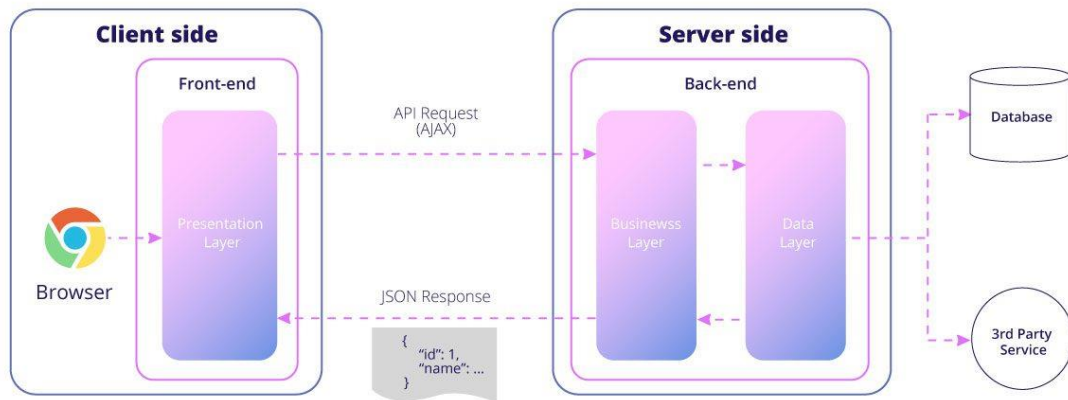 Client side
Front-end
Presentation
Layer
Browser
API Request
(AJAX)
JSON Response
{
“id”: 1,
“name”: ...
}
Server side
Back-end
Businewss
Layer
Data
Layer
Database
3rd Party
Service